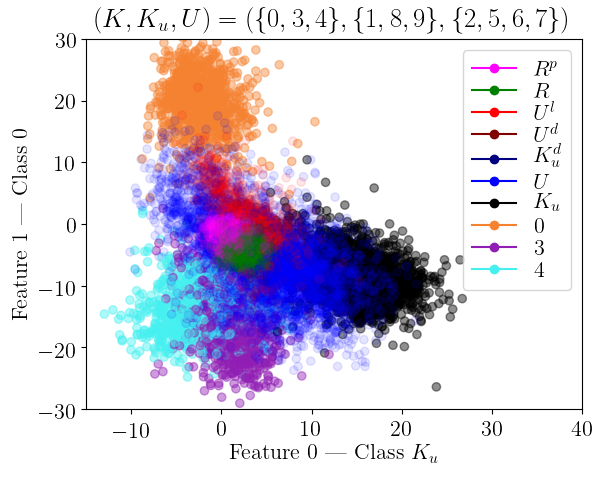 (K, K_u, U) = ({0, 3, 4}, {1, 8, 9}, {2, 5, 6, 7})
30
20
10
0
−10
−20
−30
Feature 1 — Class 0
R^p
R
U^l
U^d
K_u^d
U
K_u
0
3
4
−10
0
10
20
30
40
Feature 0 — Class K_u